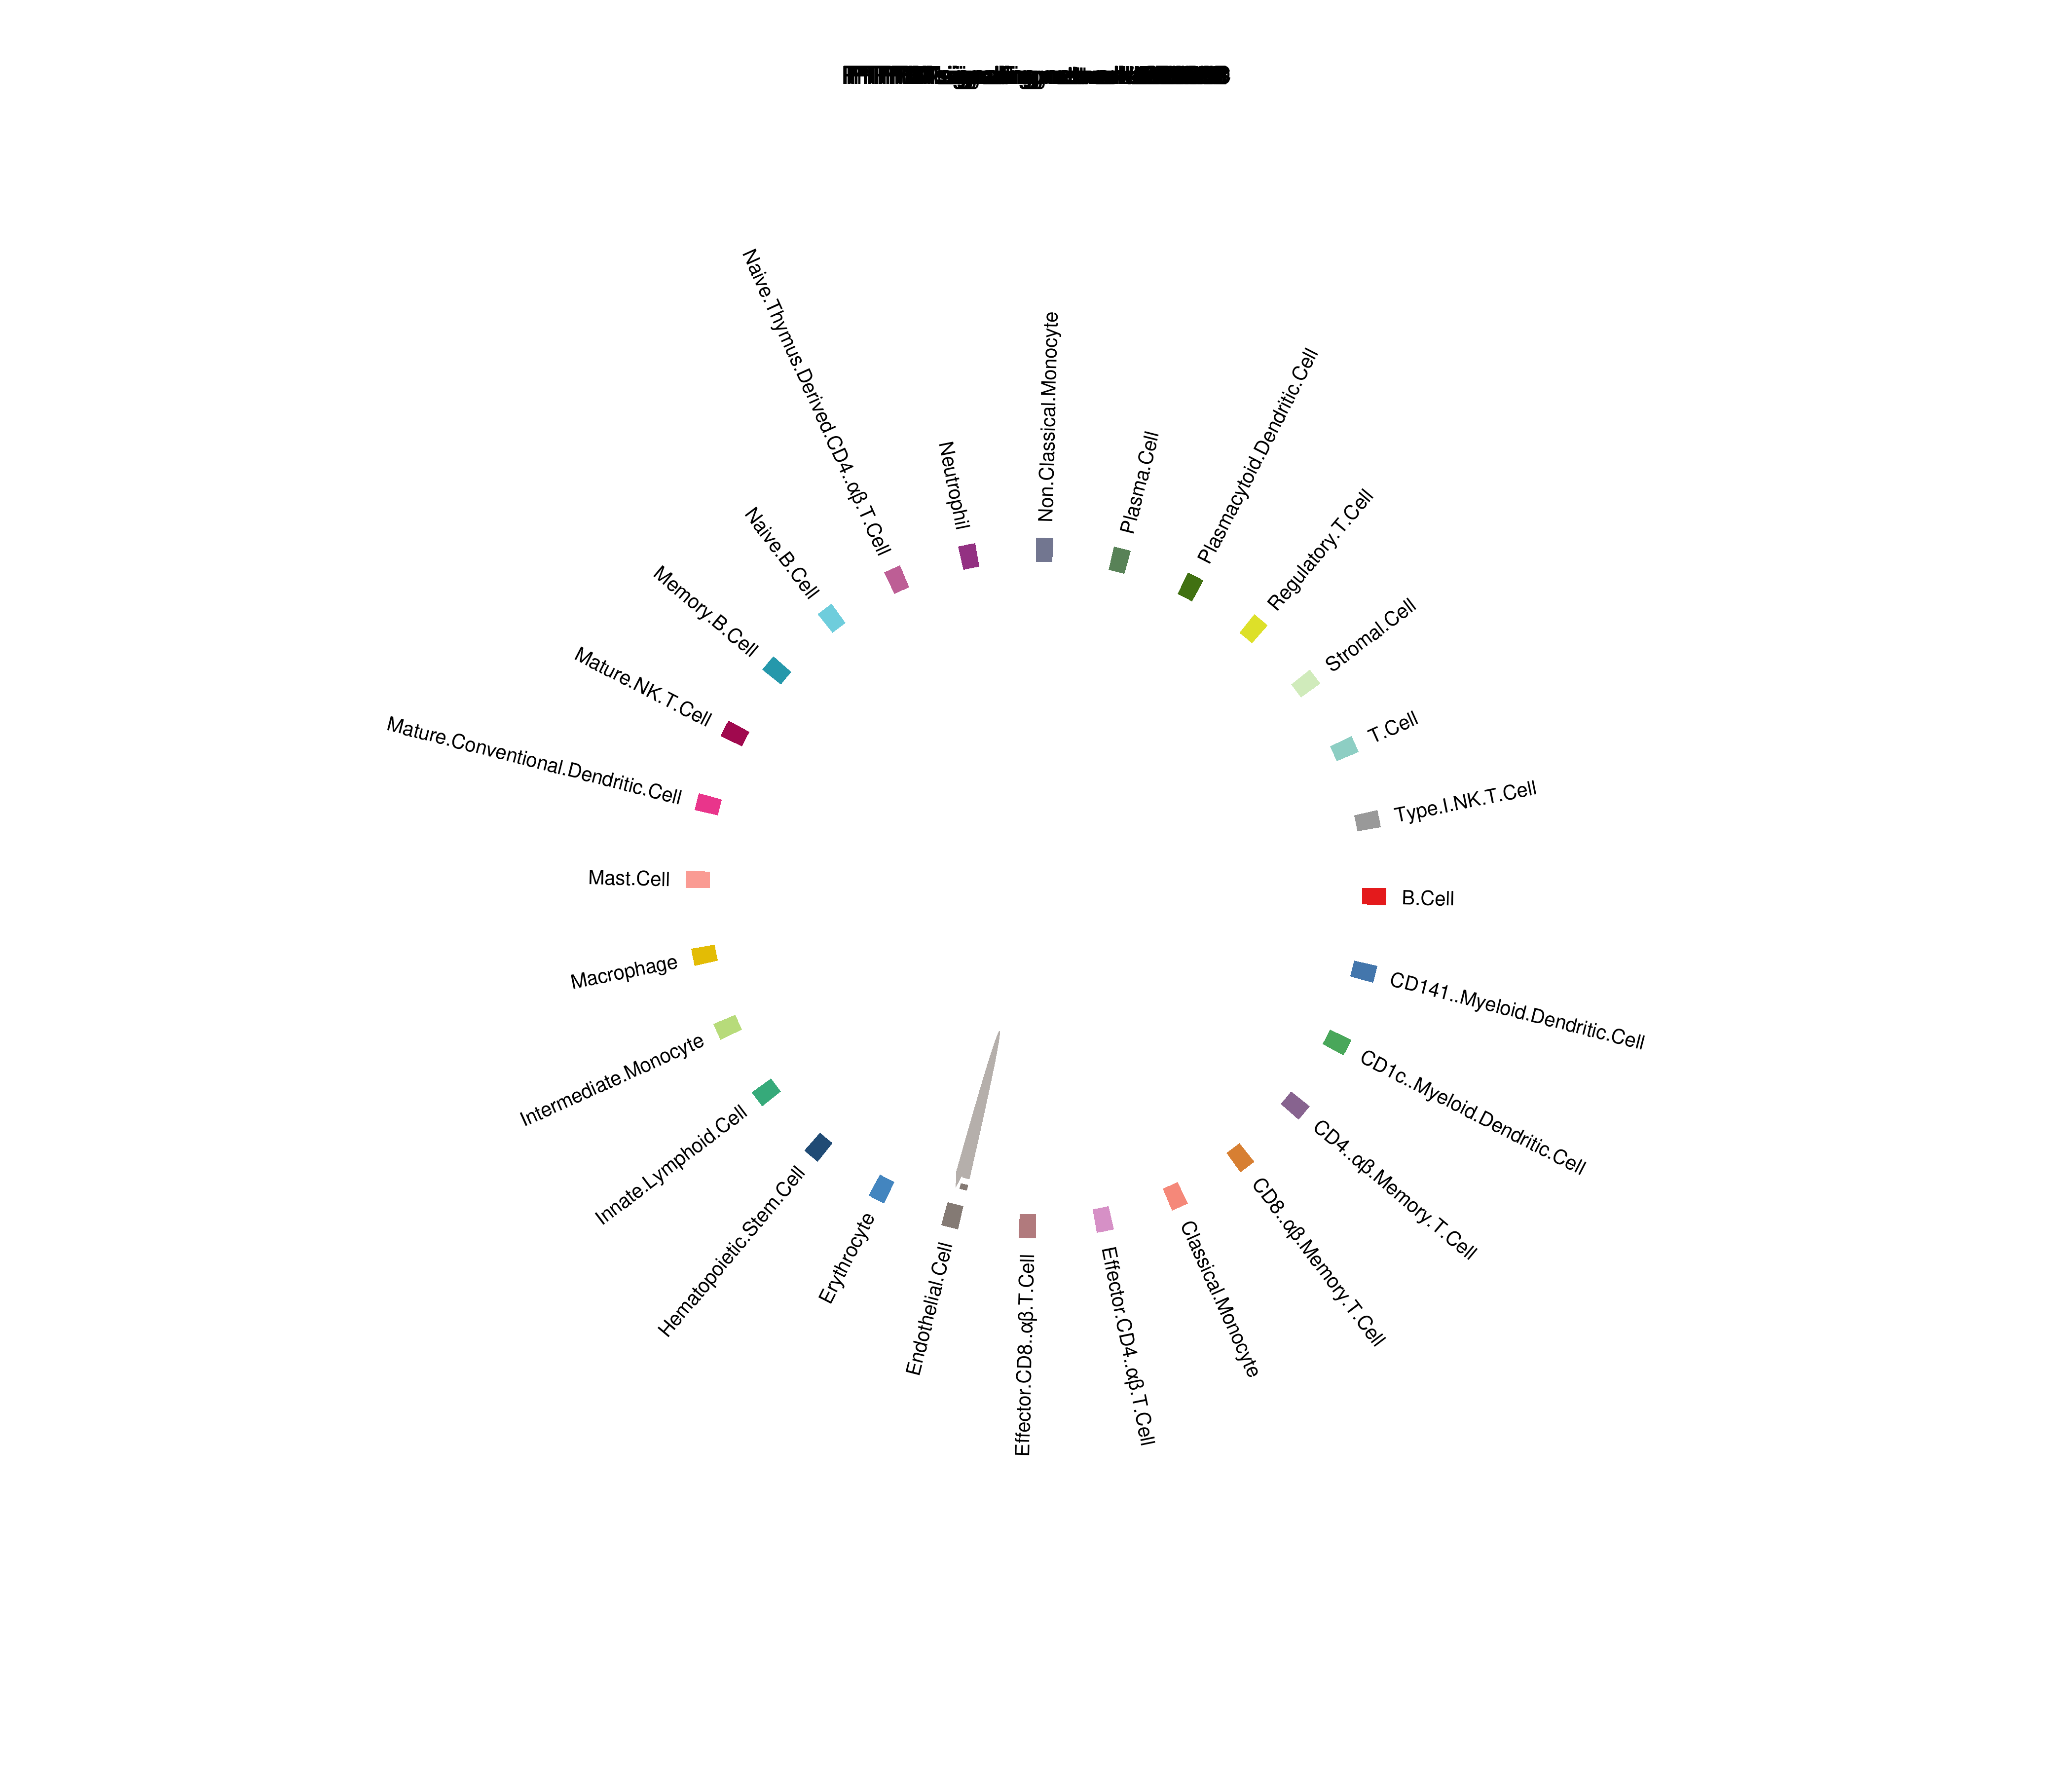 Naive.Thymus.Derived.CD4..αβ.T.Cell
Neutrophil
Non.Classical.Monocyte
Plasma.Cell
Plasmacytoid.Dendritic.Cell
Regulatory.T.Cell
Stromal.Cell
T.Cell
Type.I.NK.T.Cell
B.Cell
CD141..Myeloid.Dendritic.Cell
CD1c..Myeloid.Dendritic.Cell
CD4..αβ.Memory.T.Cell
CD8..αβ.Memory.T.Cell
Classical.Monocyte
Effector.CD4..αβ.T.Cell
Effector.CD8..αβ.T.Cell
Endothelial.Cell
Erythrocyte
Hematopoietic.Stem.Cell
Innate.Lymphoid.Cell
Intermediate.Monocyte
Macrophage
Mast.Cell
Mature.Conventional.Dendritic.Cell
Mature.NK.T.Cell
Memory.B.Cell
Naive.B.Cell